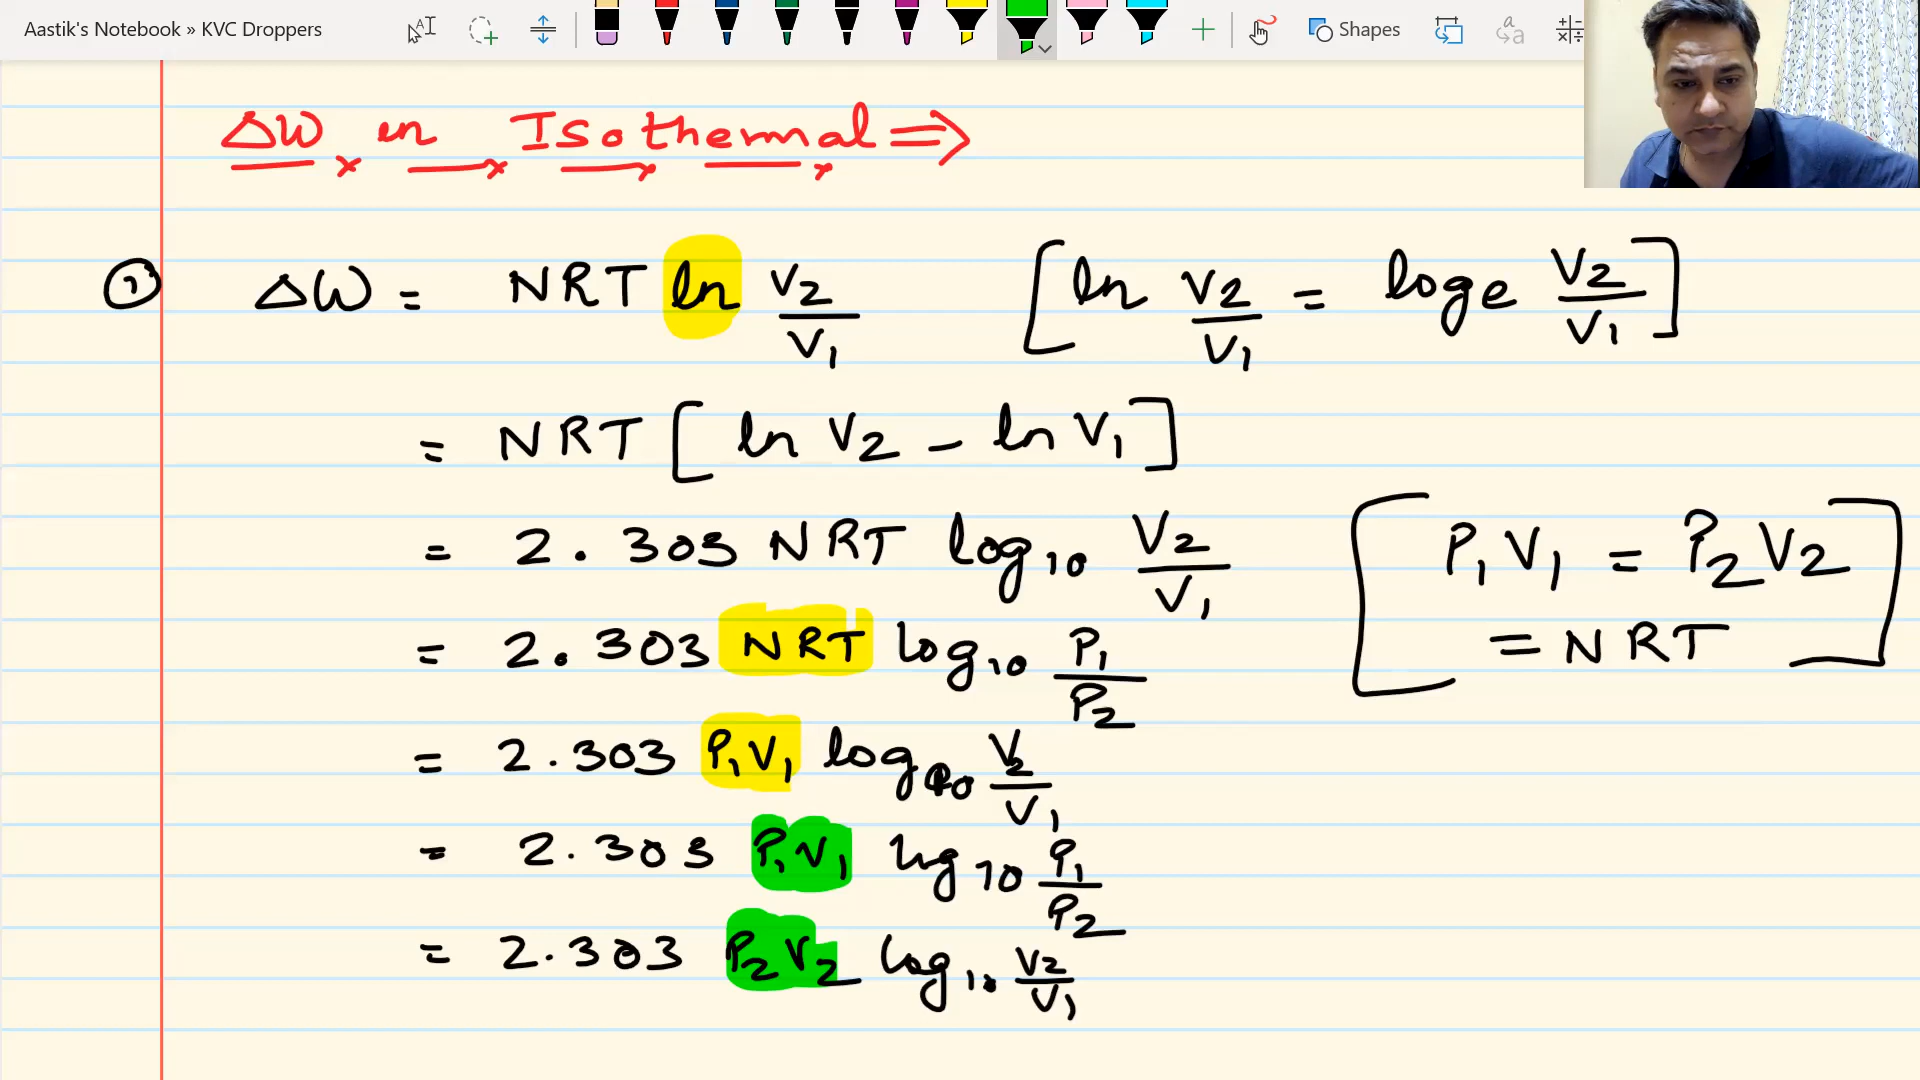 Aastik's Notebook » KVC Droppers
Shapes
ΔW in Isothermal ⇒
① ΔW = NRT ln V2/V1 [ln V2/V1 = loge V2/V1]
= NRT [ln V2 - ln V1]
= 2.303 NRT log10 V2/V1
[P1V1 = P2V2
= NRT]
= 2.303 NRT log10 P1/P2
= 2.303 P1V1 log10 V2/V1
= 2.303 P1V1 log10 P1/P2
= 2.303 P2V2 log10 V2/V1